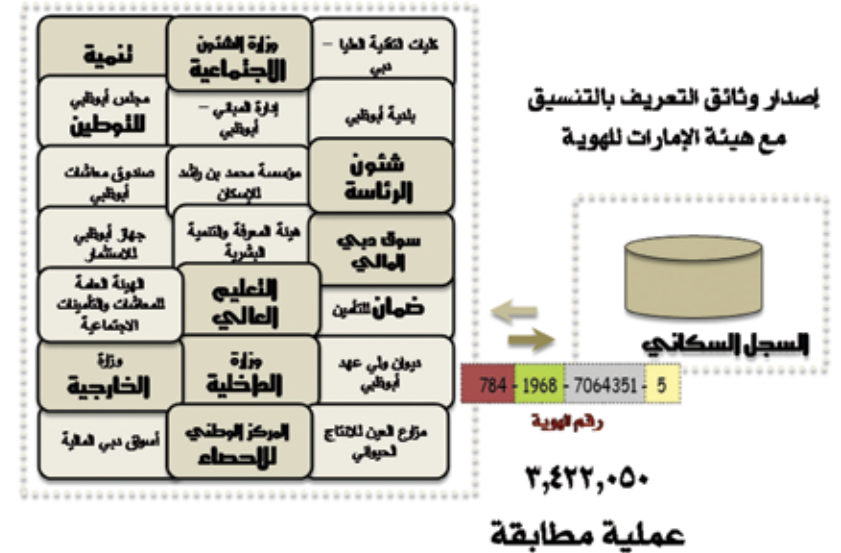 كليات التقنية العليا –
دبي
وزارة الشئون
الاجتماعية
تنمية
بلدية أبوظبي
إدارة المباني –
أبوظبي
مجلس أبوظبي
للتوطين
شئون
الرئاسة
مؤسسة محمد بن راشد
للإسكان
صندوق معاشات
أبوظبي
سوق دبي
المالي
هيئة المعرفة والتنمية
البشرية
جهاز أبوظبي
للاستثمار
ضمان للتأمين
التعليم
العالي
الهيئة العامة
للمعاشات والتأمينات
الاجتماعية
ديوان ولي عهد
أبوظبي
وزارة
الداخلية
وزارة
الخارجية
مزارع العين للانتاج
الحيواني
المركز الوطني
للاحصاء
أسواق دبي المالية
إصدار وثائق التعريف بالتنسيق
مع هيئة الإمارات للهوية
السجل السكاني
784 - 1968 - 7064351 - 5
رقم الهوية
٣,٤٢٢,٠٥٠
عملية مطابقة